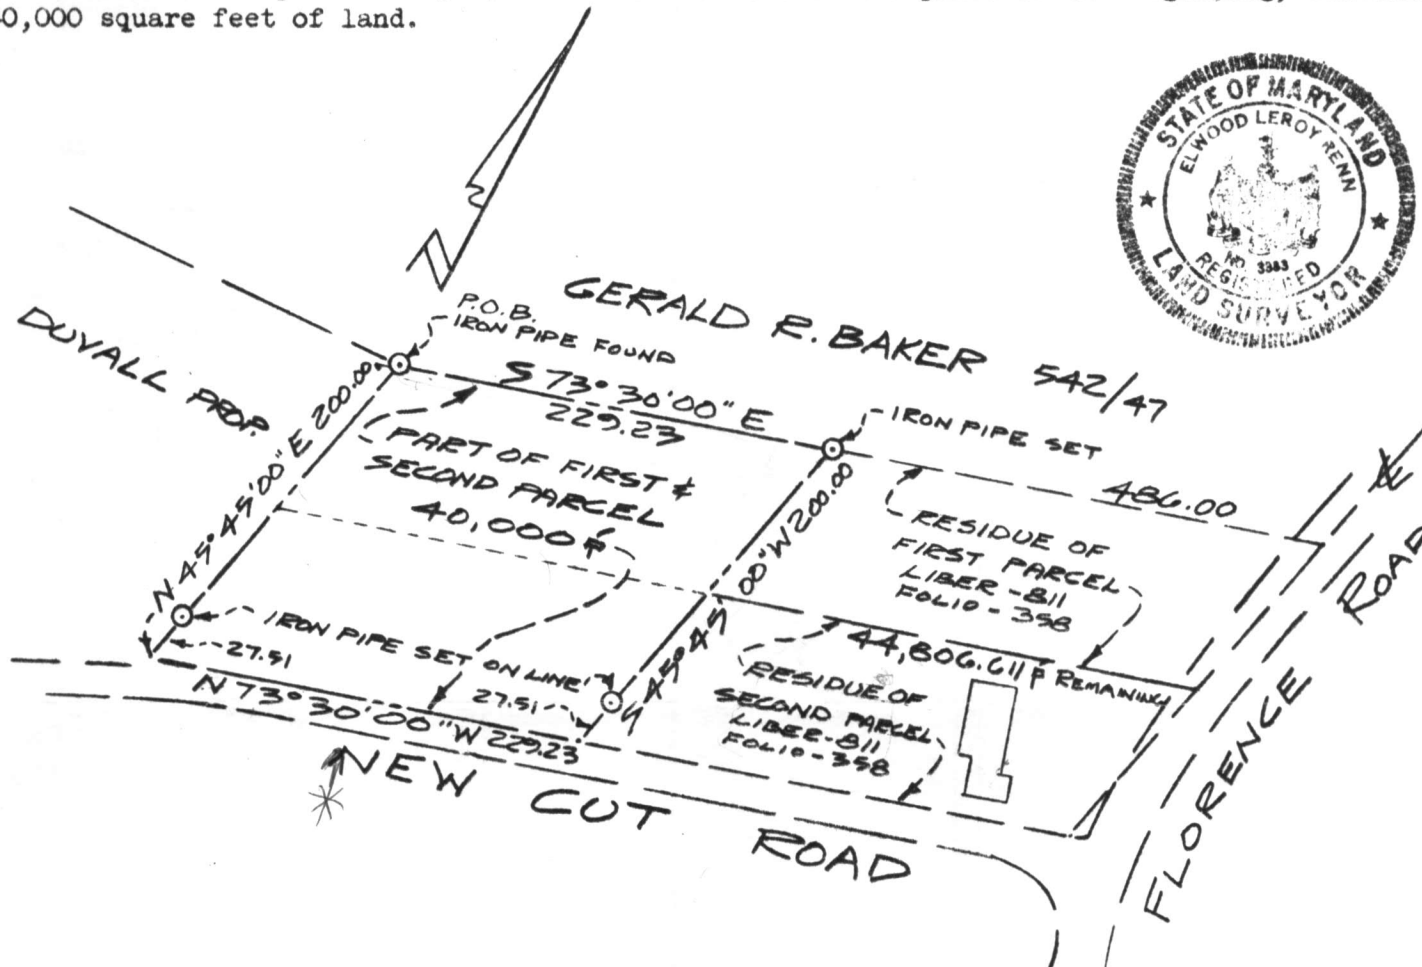 0,000 square feet of land.
STATE OF MARYLAND
ELWOOD LEROY RENN
NO. 3383
REGISTERED
LAND SURVEYOR
N
GERALD R. BAKER 542/47
P.O.B.
IRON PIPE FOUND
DUVALL PROP.
S 73° 30' 00" E
229.23
IRON PIPE SET
486.00
N 45° 45' 00" E 200.00
PART OF FIRST &
SECOND PARCEL
40,000
S 45° 45' 00" W 200.00
RESIDUE OF
FIRST PARCEL
LIBER - 811
FOLIO - 358
44,806.611 REMAINING
IRON PIPE SET ON LINE
27.51
27.51
RESIDUE OF
SECOND PARCEL
LIBER - 811
FOLIO - 358
N 73° 30' 00" W 229.23
NEW CUT ROAD
FLORENCE ROAD